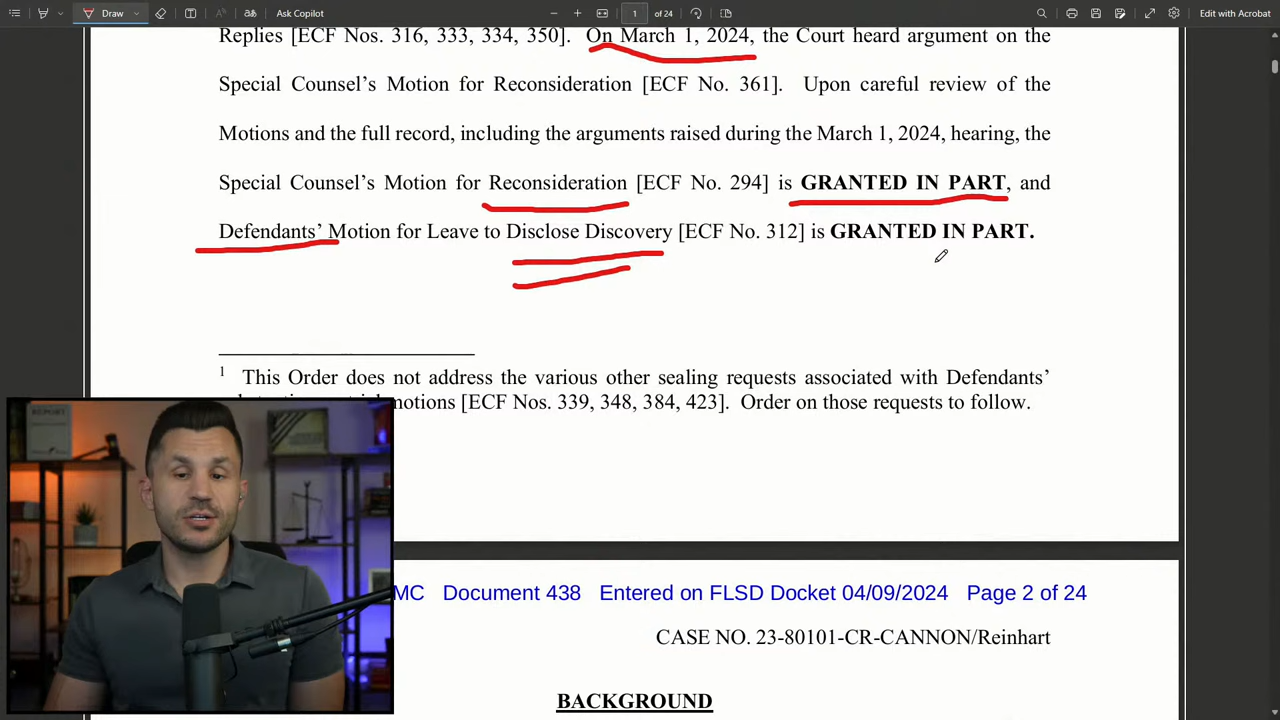 Draw
Ask Copilot
1 of 24
Edit with Acrobat
Replies [ECF Nos. 316, 333, 334, 350]. On March 1, 2024, the Court heard argument on the
Special Counsel's Motion for Reconsideration [ECF No. 361]. Upon careful review of the
Motions and the full record, including the arguments raised during the March 1, 2024, hearing, the
Special Counsel's Motion for Reconsideration [ECF No. 294] is GRANTED IN PART, and
Defendants' Motion for Leave to Disclose Discovery [ECF No. 312] is GRANTED IN PART.
1 This Order does not address the various other sealing requests associated with Defendants'
motions [ECF Nos. 339, 348, 384, 423]. Order on those requests to follow.
REPORT
MC Document 438 Entered on FLSD Docket 04/09/2024 Page 2 of 24
CASE NO. 23-80101-CR-CANNON/Reinhart
BACKGROUND